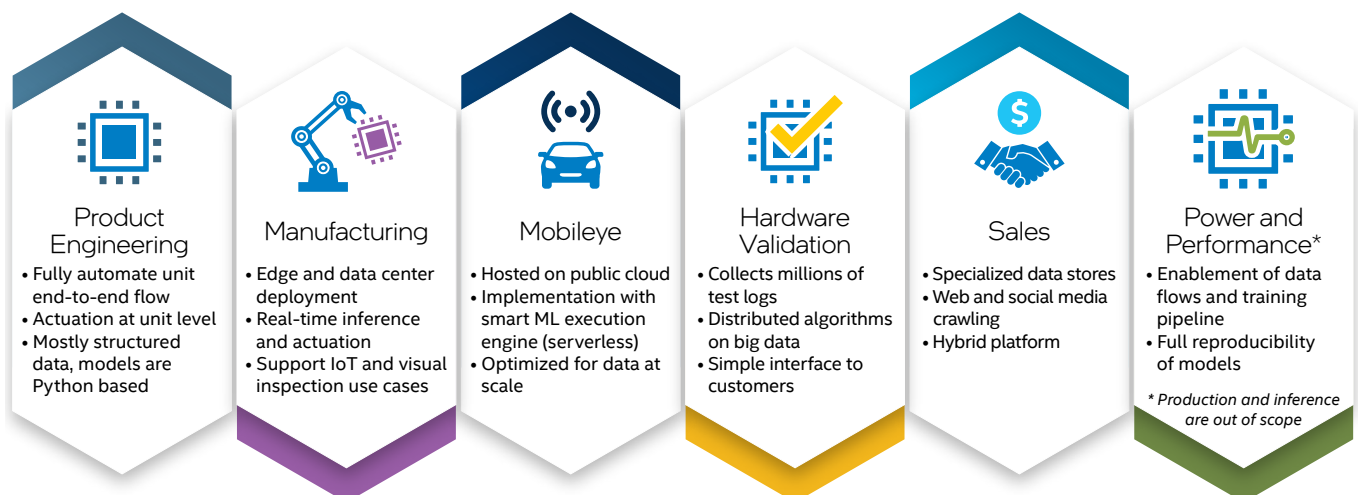 Product
Engineering
• Fully automate unit
end-to-end flow
• Actuation at unit level
• Mostly structured
data, models are
Python based
Manufacturing
• Edge and data center
deployment
• Real-time inference
and actuation
• Support IoT and visual
inspection use cases
Mobileye
• Hosted on public cloud
• Implementation with
smart ML execution
engine (serverless)
• Optimized for data at
scale
Hardware
Validation
• Collects millions of
test logs
• Distributed algorithms
on big data
• Simple interface to
customers
$
Sales
• Specialized data stores
• Web and social media
crawling
• Hybrid platform
Power and
Performance*
• Enablement of data
flows and training
pipeline
• Full reproducibility
of models
* Production and inference
are out of scope